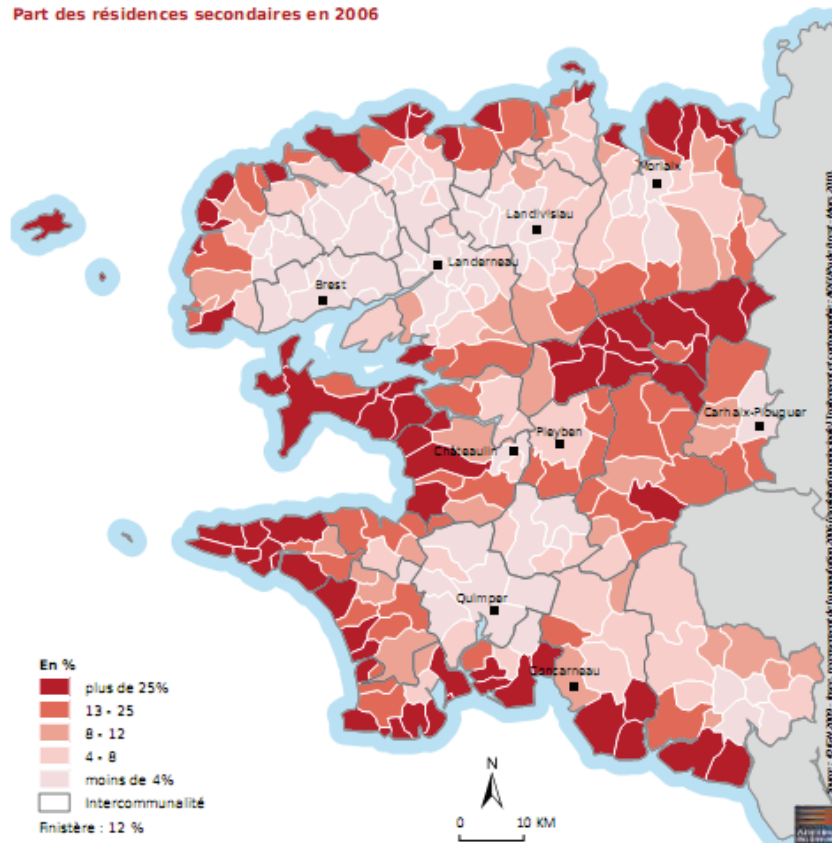 Part des résidences secondaires en 2006
Morlaix
Landivisiau
Landerneau
Brest
Carhaix-Plouguer
Pleyben
Châteaulin
Quimper
Concarneau
En %
plus de 25%
13 - 25
8 - 12
4 - 8
moins de 4%
Intercommunalité
Finistère : 12 %
N
0 10 KM